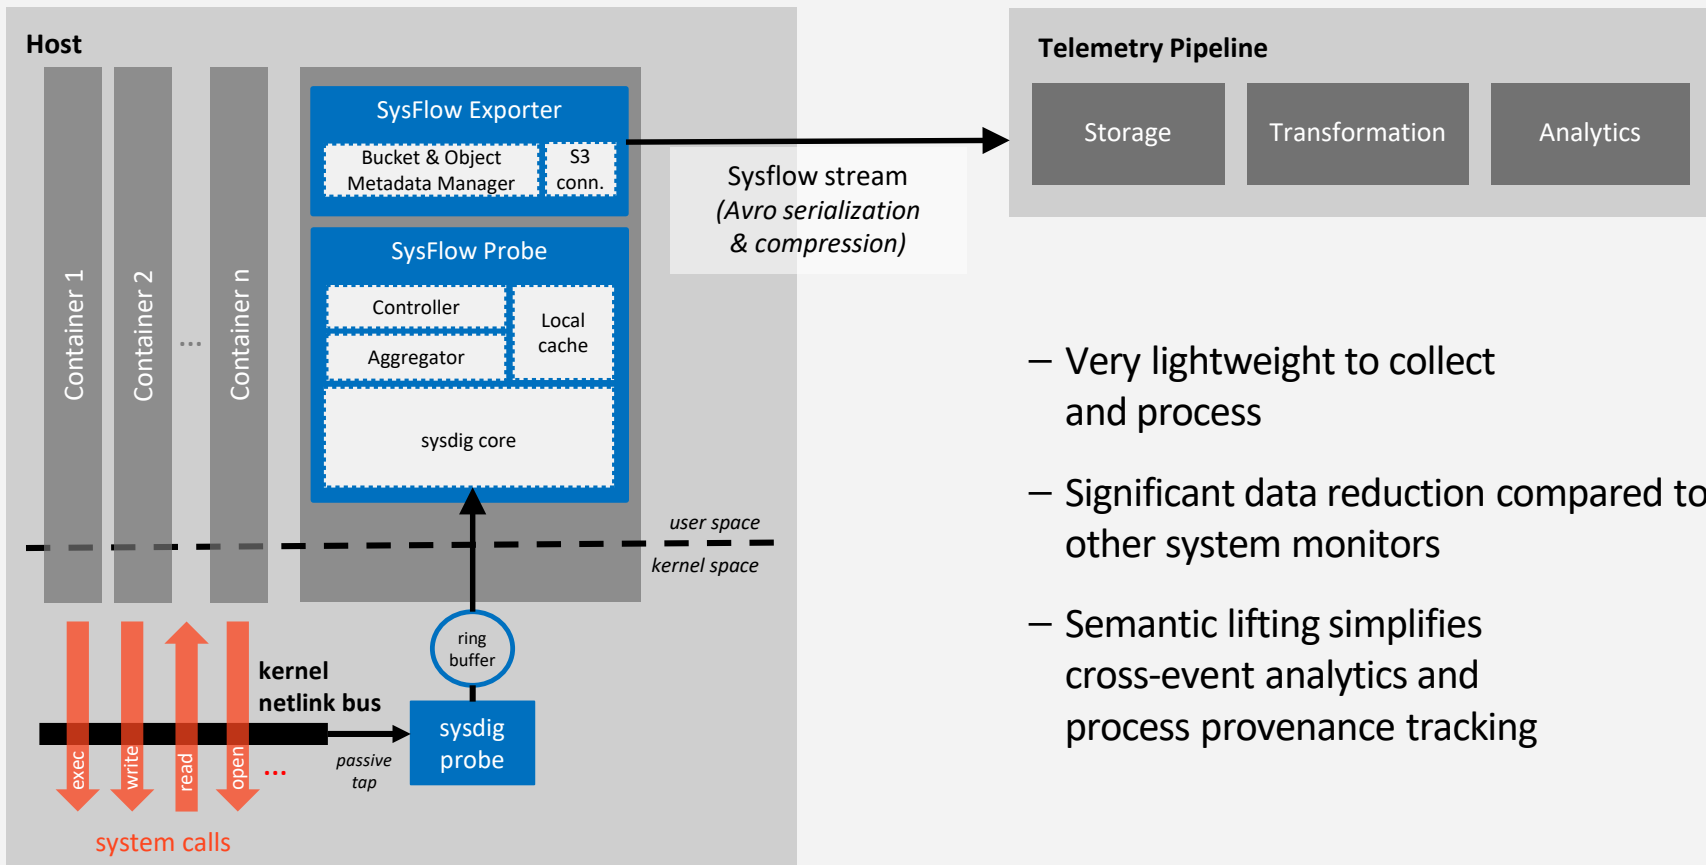 Host
Container 1
Container 2
...
Container n
SysFlow Exporter
Bucket & Object
Metadata Manager
S3
conn.
SysFlow Probe
Controller
Aggregator
Local
cache
sysdig core
user space
kernel space
ring
buffer
kernel
netlink bus
passive
tap
sysdig
probe
exec
write
read
open
...
system calls
Sysflow stream
(Avro serialization
& compression)
Telemetry Pipeline
Storage
Transformation
Analytics
– Very lightweight to collect
and process
– Significant data reduction compared to
other system monitors
– Semantic lifting simplifies
cross-event analytics and
process provenance tracking